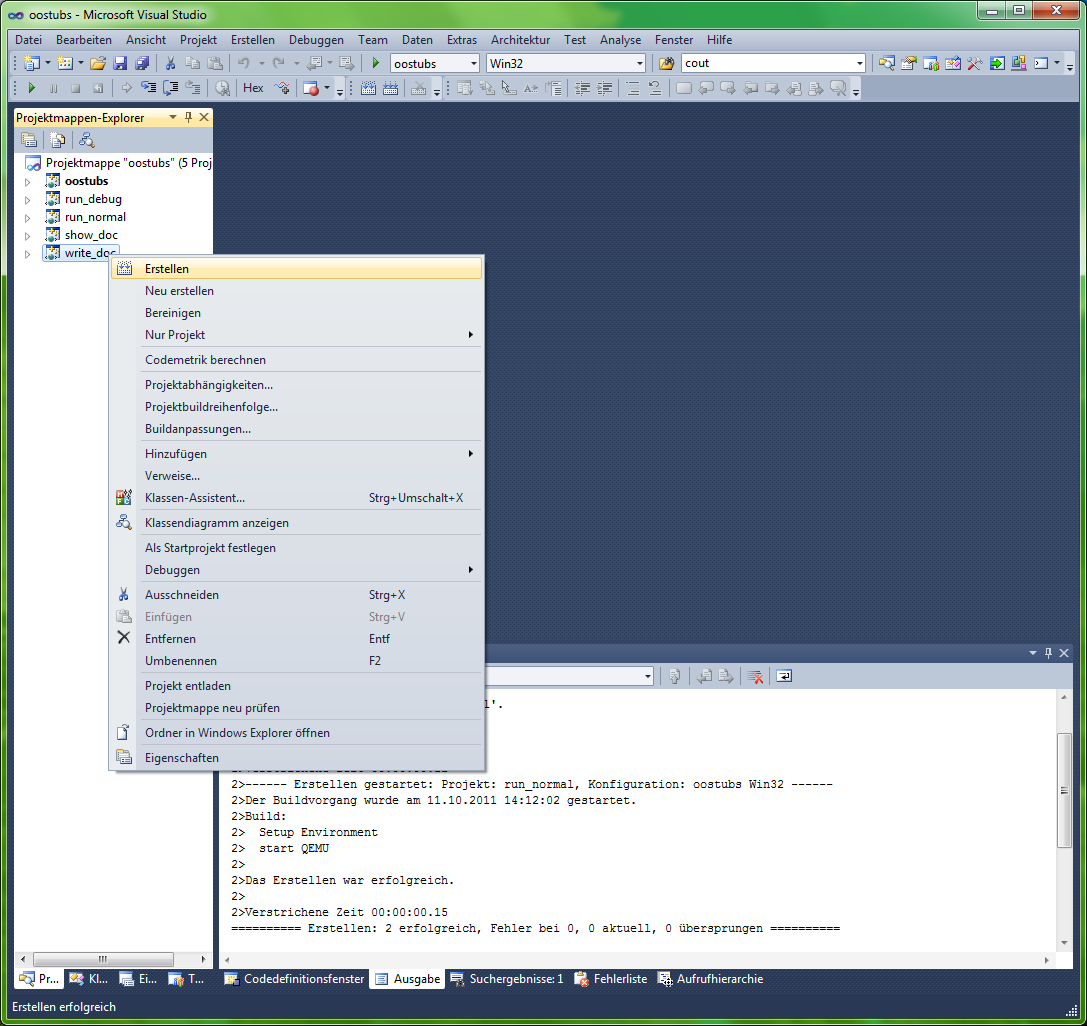 oostubs - Microsoft Visual Studio
Datei Bearbeiten Ansicht Projekt Erstellen Debuggen Team Daten Extras Architektur Test Analyse Fenster Hilfe
oostubs Win32 cout
Hex
Projektmappen-Explorer
Projektmappe "oostubs" (5 Proj
oostubs
run_debug
run_normal
show_doc
write_doc
Erstellen
Neu erstellen
Bereinigen
Nur Projekt
Codemetrik berechnen
Projektabhängigkeiten...
Projektbuildreihenfolge...
Buildanpassungen...
Hinzufügen
Verweise...
Klassen-Assistent... Strg+Umschalt+X
Klassendiagramm anzeigen
Als Startprojekt festlegen
Debuggen
Ausschneiden Strg+X
Einfügen Strg+V
Entfernen Entf
Umbenennen F2
Projekt entladen
Projektmappe neu prüfen
Ordner in Windows Explorer öffnen
Eigenschaften
l'.
2>------ Erstellen gestartet: Projekt: run_normal, Konfiguration: oostubs Win32 ------
2>Der Buildvorgang wurde am 11.10.2011 14:12:02 gestartet.
2>Build:
2>  Setup Environment
2>  start QEMU
2>
2>Das Erstellen war erfolgreich.
2>
2>Verstrichene Zeit 00:00:00.15
========== Erstellen: 2 erfolgreich, Fehler bei 0, 0 aktuell, 0 übersprungen ==========
Pr... Kl... Ei... T... Codedefinitionsfenster Ausgabe Suchergebnisse: 1 Fehlerliste Aufrufhierarchie
Erstellen erfolgreich